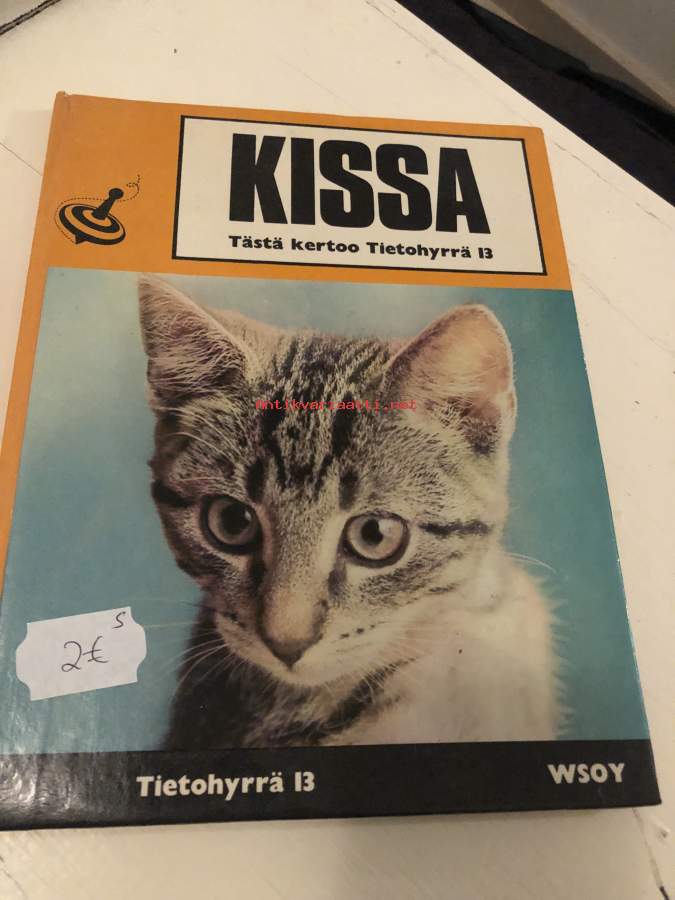 KISSA
Tästä kertoo Tietohyrrä 13
Antikvariaatti.net
S
2€
Tietohyrrä 13
WSOY